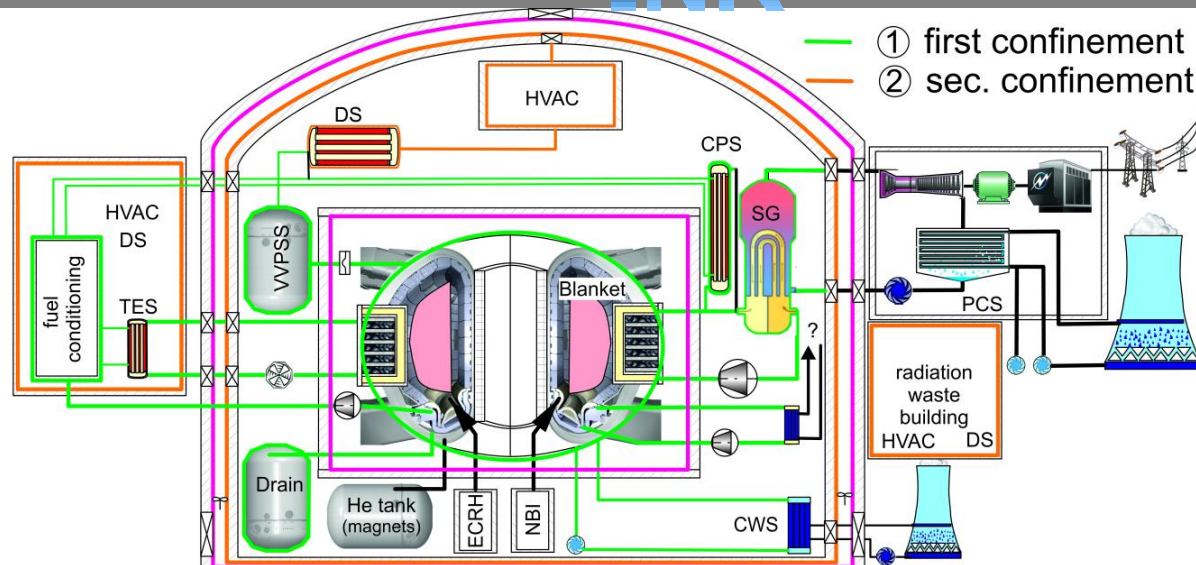 INK
① first confinement
② sec. confinement
HVAC
DS
CPS
HVAC
DS
VVPSS
SG
fuel
conditioning
TES
Blanket
?
PCS
radiation
waste
building
HVAC DS
Drain
He tank
(magnets)
ECRH
NBI
CWS